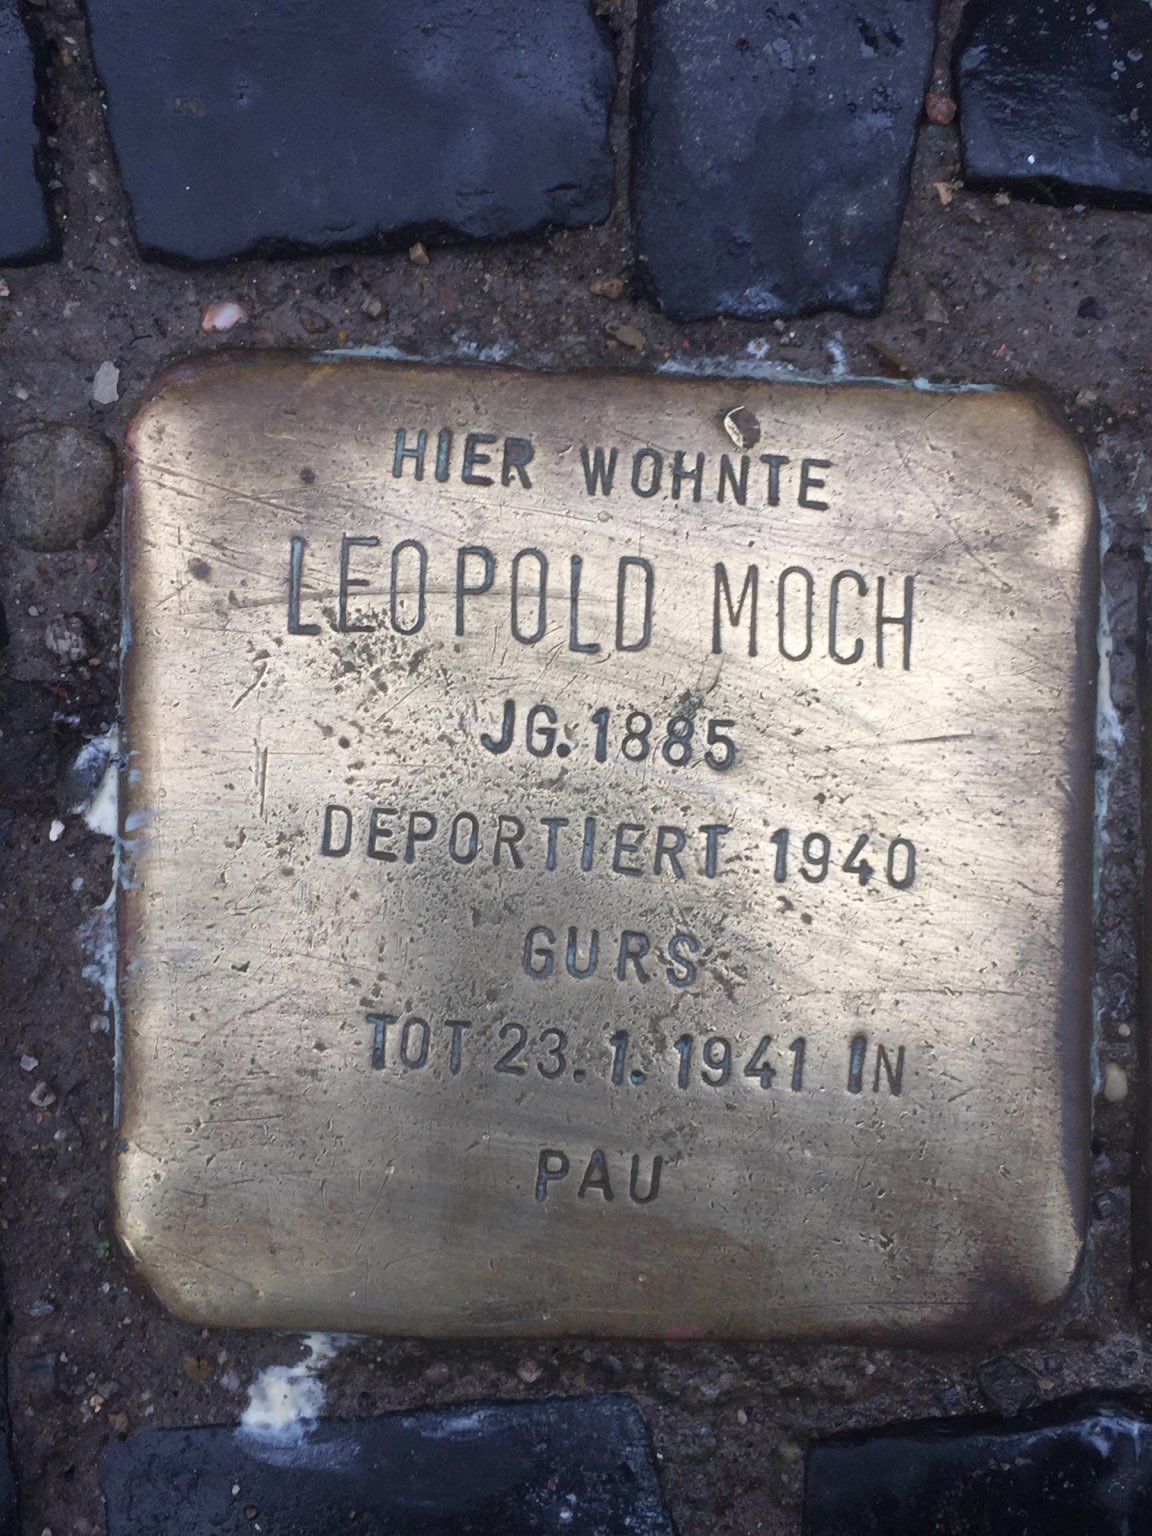 HIER WOHNTE
LEOPOLD MOCH
JG. 1885
DEPORTIERT 1940
GURS
TOT 23.1.1941 IN
PAU